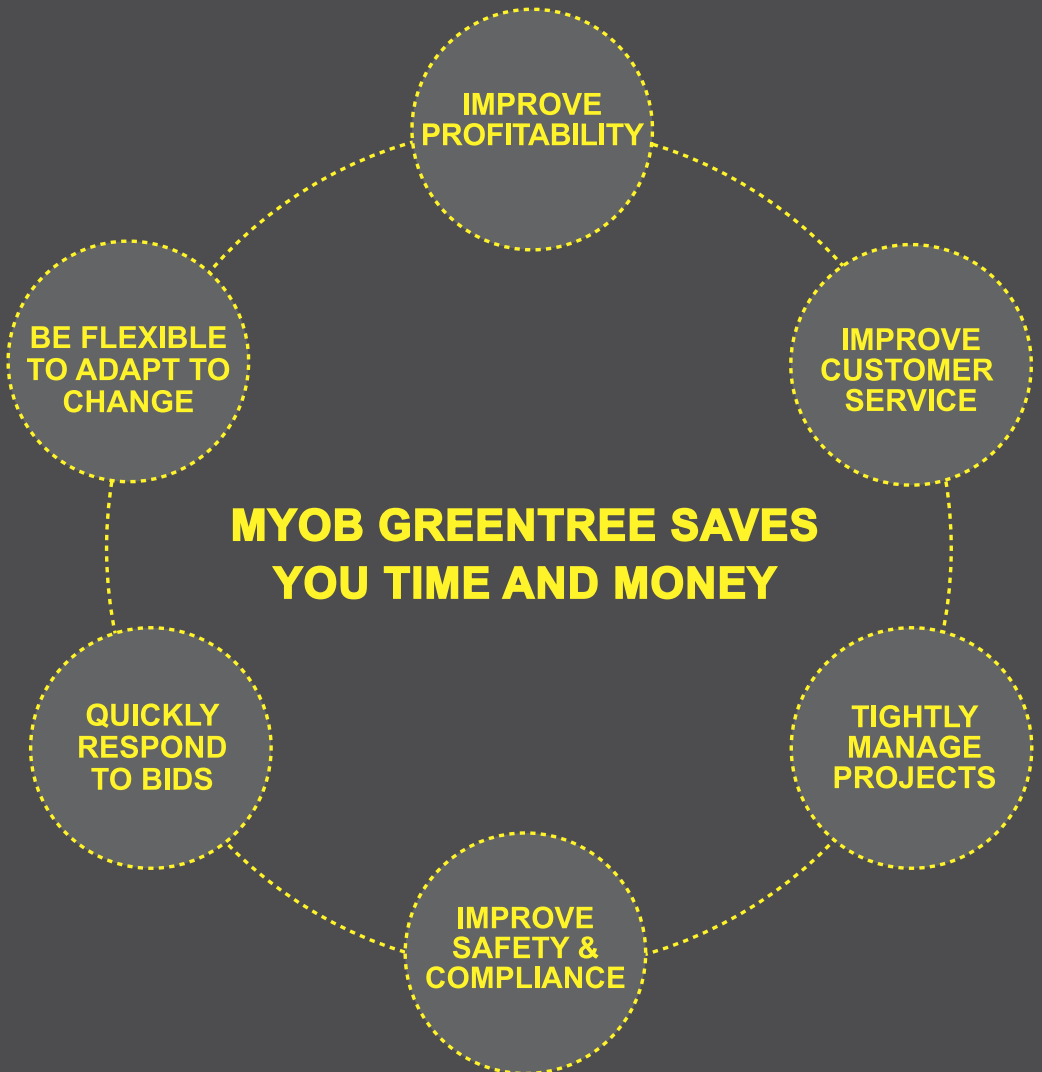 IMPROVE
PROFITABILITY
IMPROVE
CUSTOMER
SERVICE
TIGHTLY
MANAGE
PROJECTS
IMPROVE
SAFETY &
COMPLIANCE
QUICKLY
RESPOND
TO BIDS
BE FLEXIBLE
TO ADAPT TO
CHANGE
MYOB GREENTREE SAVES
YOU TIME AND MONEY